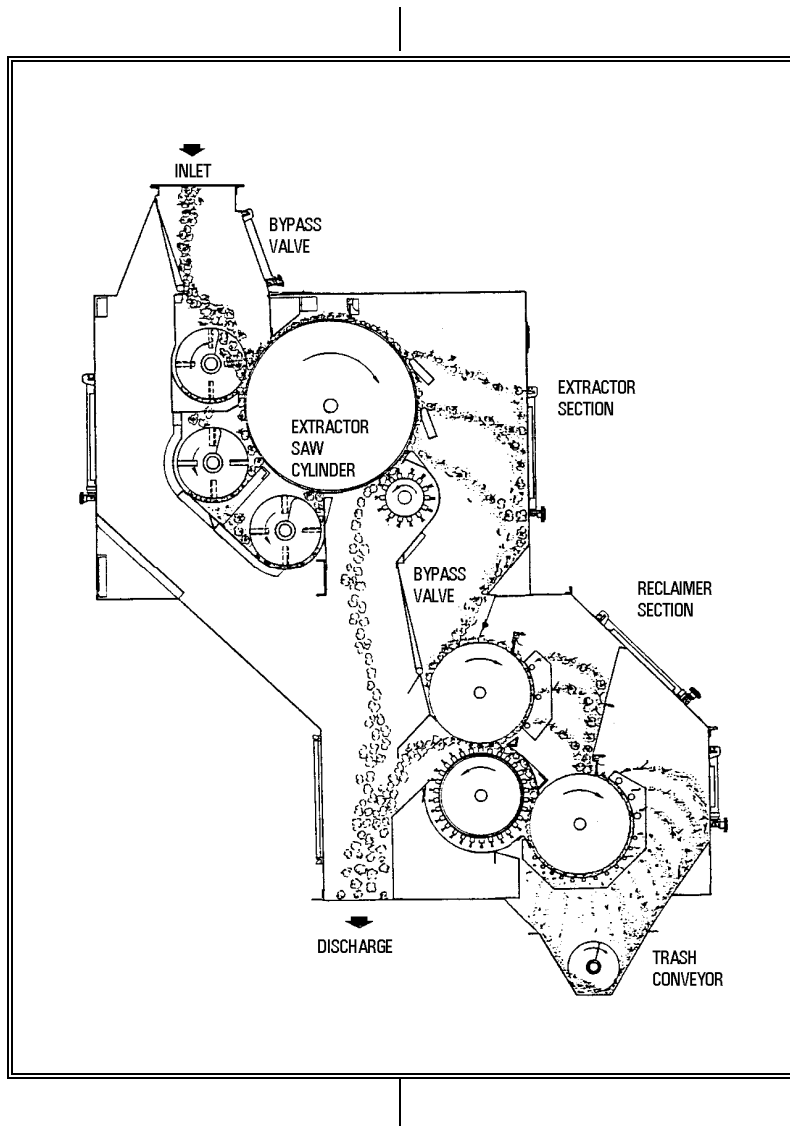 INLET
BYPASS
VALVE
EXTRACTOR
SECTION
EXTRACTOR
SAW
CYLINDER
BYPASS
VALVE
RECLAIMER
SECTION
DISCHARGE
TRASH
CONVEYOR